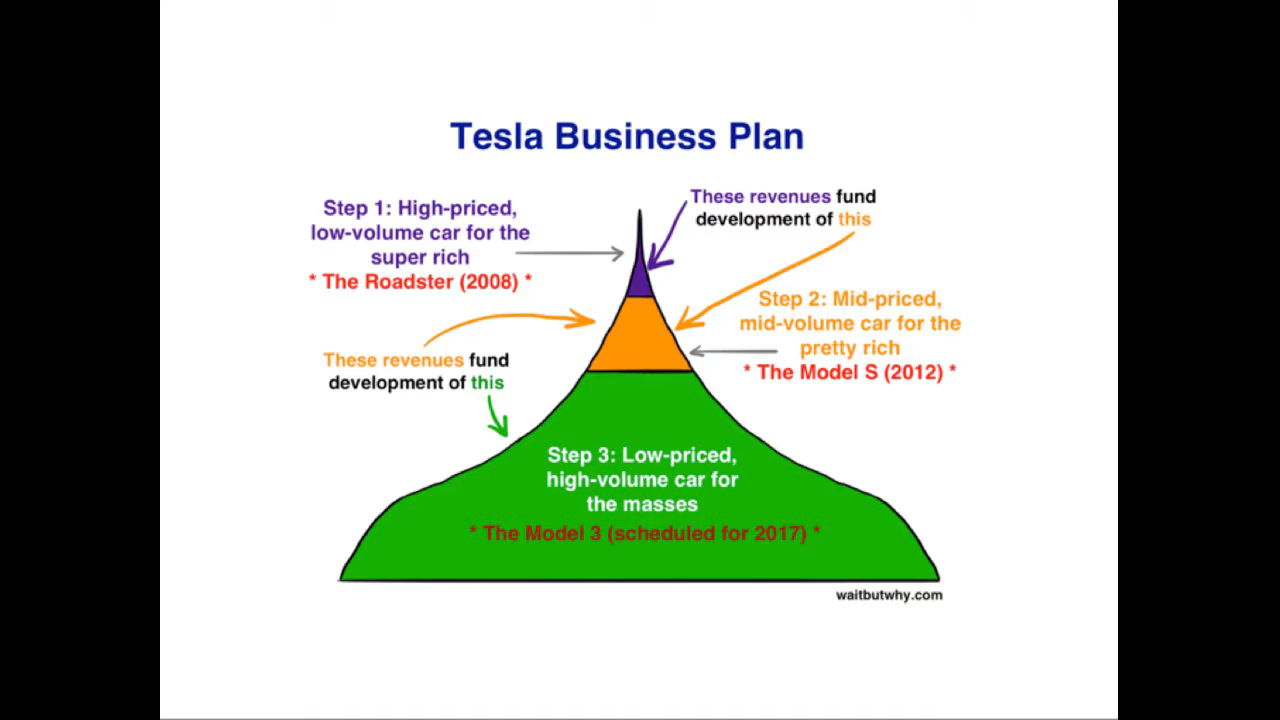 Tesla Business Plan
Step 1: High-priced,
low-volume car for the
super rich
* The Roadster (2008) *
These revenues fund
development of this
Step 2: Mid-priced,
mid-volume car for the
pretty rich
* The Model S (2012) *
These revenues fund
development of this
Step 3: Low-priced,
high-volume car for
the masses
* The Model 3 (scheduled for 2017) *
waitbutwhy.com